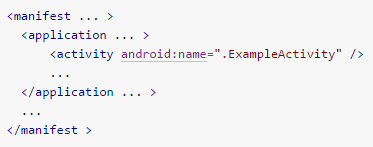 <manifest ... >
  <application ... >
      <activity android:name=".ExampleActivity" />
      ...
  </application ... >
  ...
</manifest >